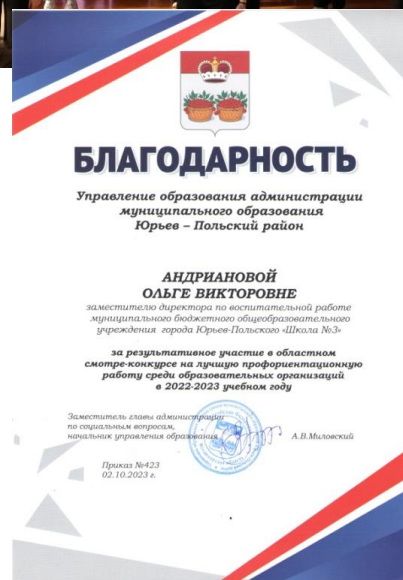 БЛАГОДАРНОСТЬ
Управление образования администрации
муниципального образования
Юрьев – Польский район
АНДРИАНОВОЙ
ОЛЬГЕ ВИКТОРОВНЕ
заместителю директора по воспитательной работе
муниципального бюджетного общеобразовательного
учреждения города Юрьев-Польского «Школа №3»
за результативное участие в областном
смотре-конкурсе на лучшую профориентационную
работу среди образовательных организаций
в 2022-2023 учебном году
Заместитель главы администрации
по социальным вопросам,
начальник управления образования А.В.Миловский
Приказ №423
02.10.2023 г.